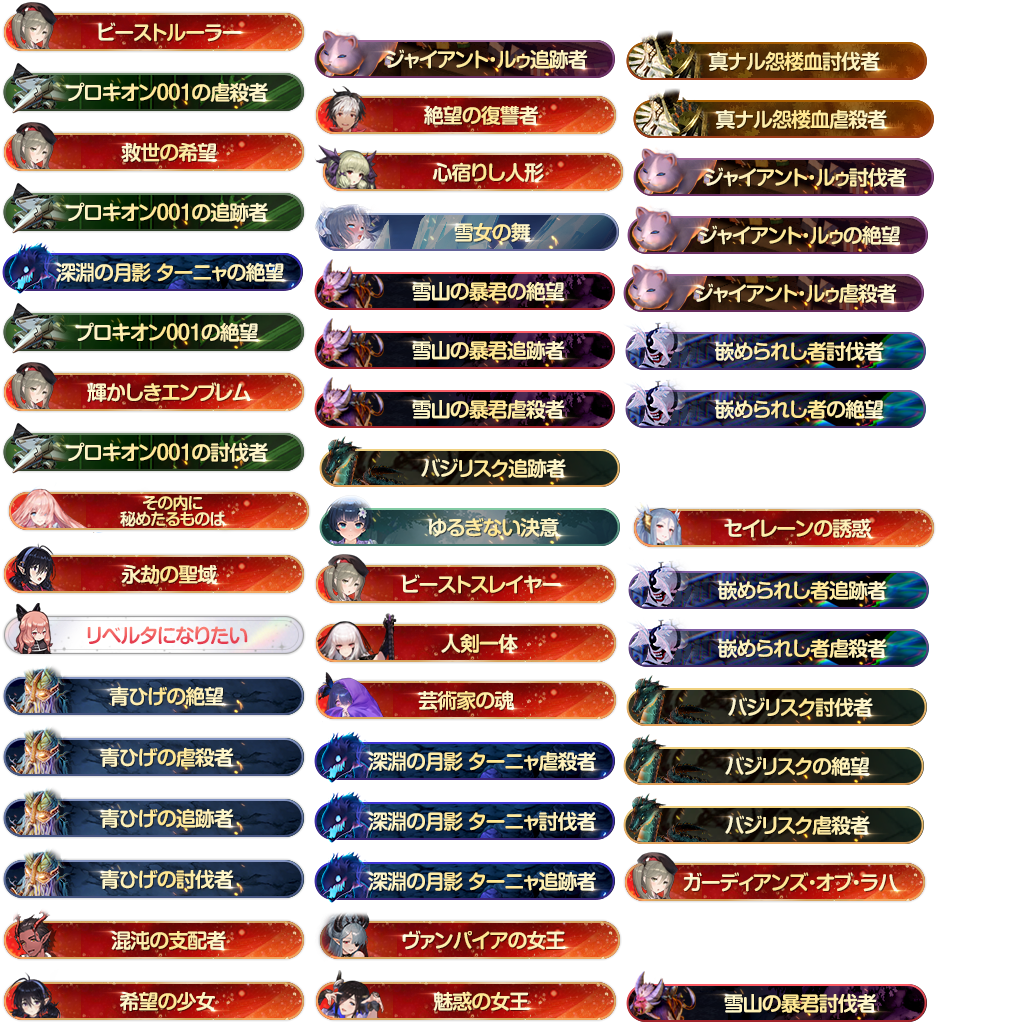 ビーストルーラー
プロキオン001の虐殺者
救世の希望
プロキオン001の追跡者
深淵の月影 ターニャの絶望
プロキオン001の絶望
輝かしきエンブレム
プロキオン001の討伐者
その内に
秘めたるものは
永劫の聖域
リベルタになりたい
青ひげの絶望
青ひげの虐殺者
青ひげの追跡者
青ひげの討伐者
混沌の支配者
希望の少女
ジャイアント・ルゥ追跡者
絶望の復讐者
心宿りし人形
雪女の舞
雪山の暴君の絶望
雪山の暴君追跡者
雪山の暴君虐殺者
バジリスク追跡者
ゆるぎない決意
ビーストスレイヤー
人剣一体
芸術家の魂
深淵の月影 ターニャ虐殺者
深淵の月影 ターニャ討伐者
深淵の月影 ターニャ追跡者
ヴァンパイアの女王
魅惑の女王
真ナル怨楼血討伐者
真ナル怨楼血虐殺者
ジャイアント・ルゥ討伐者
ジャイアント・ルゥの絶望
ジャイアント・ルゥ虐殺者
嵌められし者討伐者
嵌められし者の絶望
セイレーンの誘惑
嵌められし者追跡者
嵌められし者虐殺者
バジリスク討伐者
バジリスクの絶望
バジリスク虐殺者
ガーディアンズ・オブ・ラハ
雪山の暴君討伐者